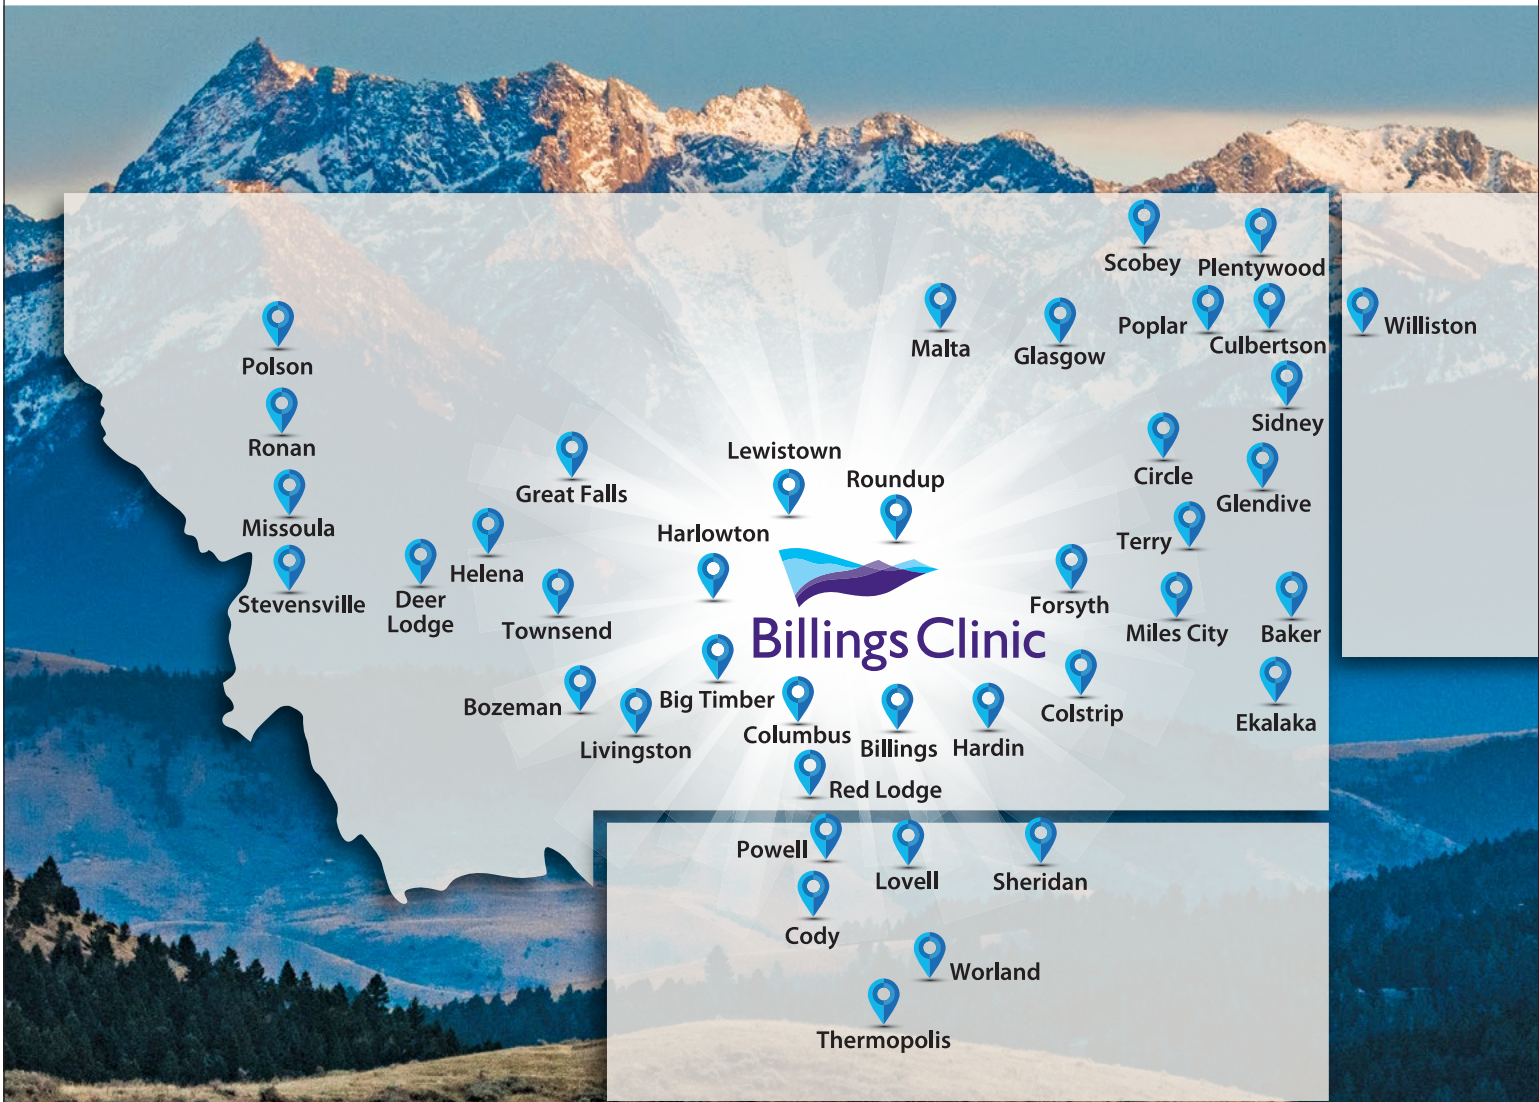 Scobey
Plentywood
Poplar
Culbertson
Williston
Malta
Glasgow
Polson
Sidney
Ronan
Lewistown
Roundup
Circle
Great Falls
Glendive
Missoula
Harlowton
Terry
Helena
Stevensville
Deer
Lodge
Townsend
Forsyth
Miles City
Baker
Billings Clinic
Big Timber
Bozeman
Livingston
Columbus
Billings
Hardin
Colstrip
Ekalaka
Red Lodge
Powell
Lovell
Sheridan
Cody
Worland
Thermopolis